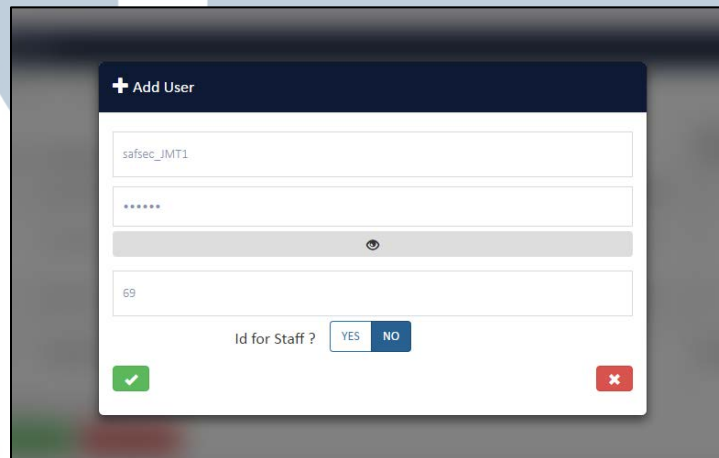 Add User
safsec_JMT1
••••••
69
Id for Staff ? YES NO